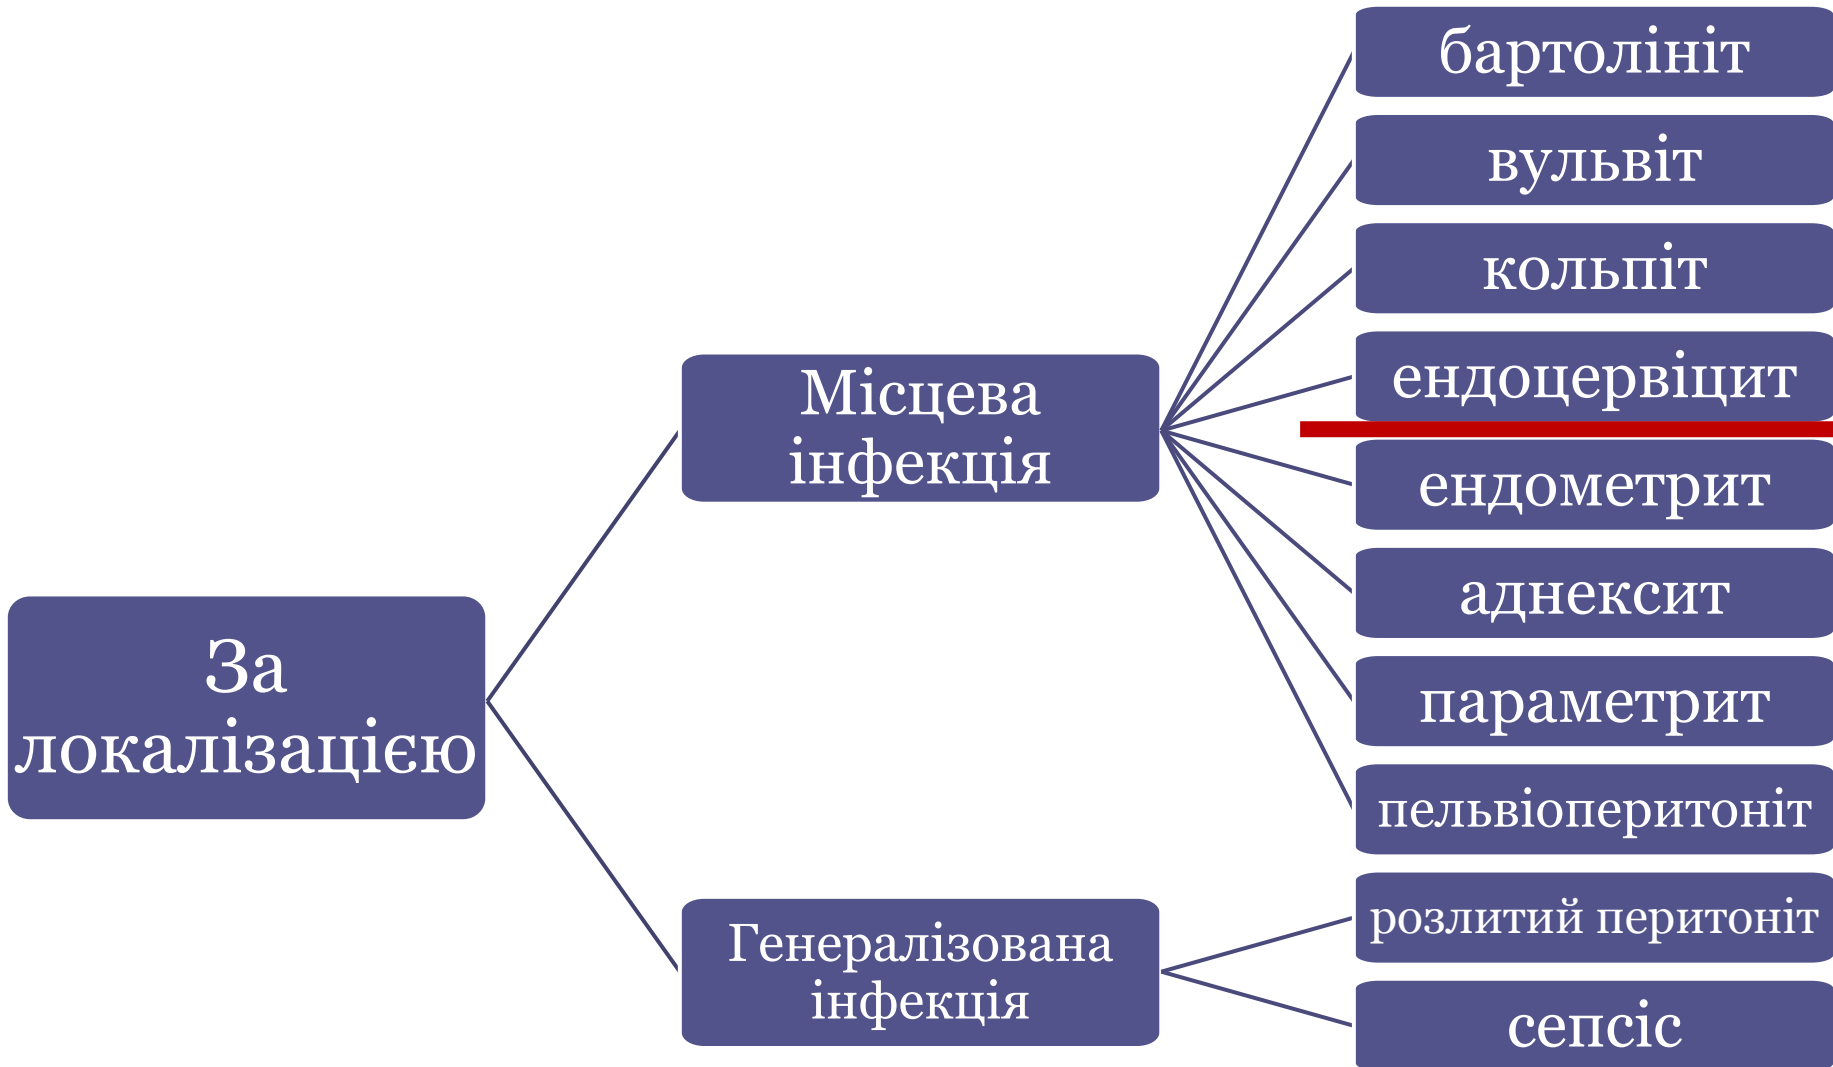 За
локалізацією
Місцева
інфекція
бартолініт
вульвіт
кольпіт
ендоцервіцит
ендометрит
аднексит
параметрит
пельвіоперитоніт
Генералізована
інфекція
розлитий перитоніт
сепсіс